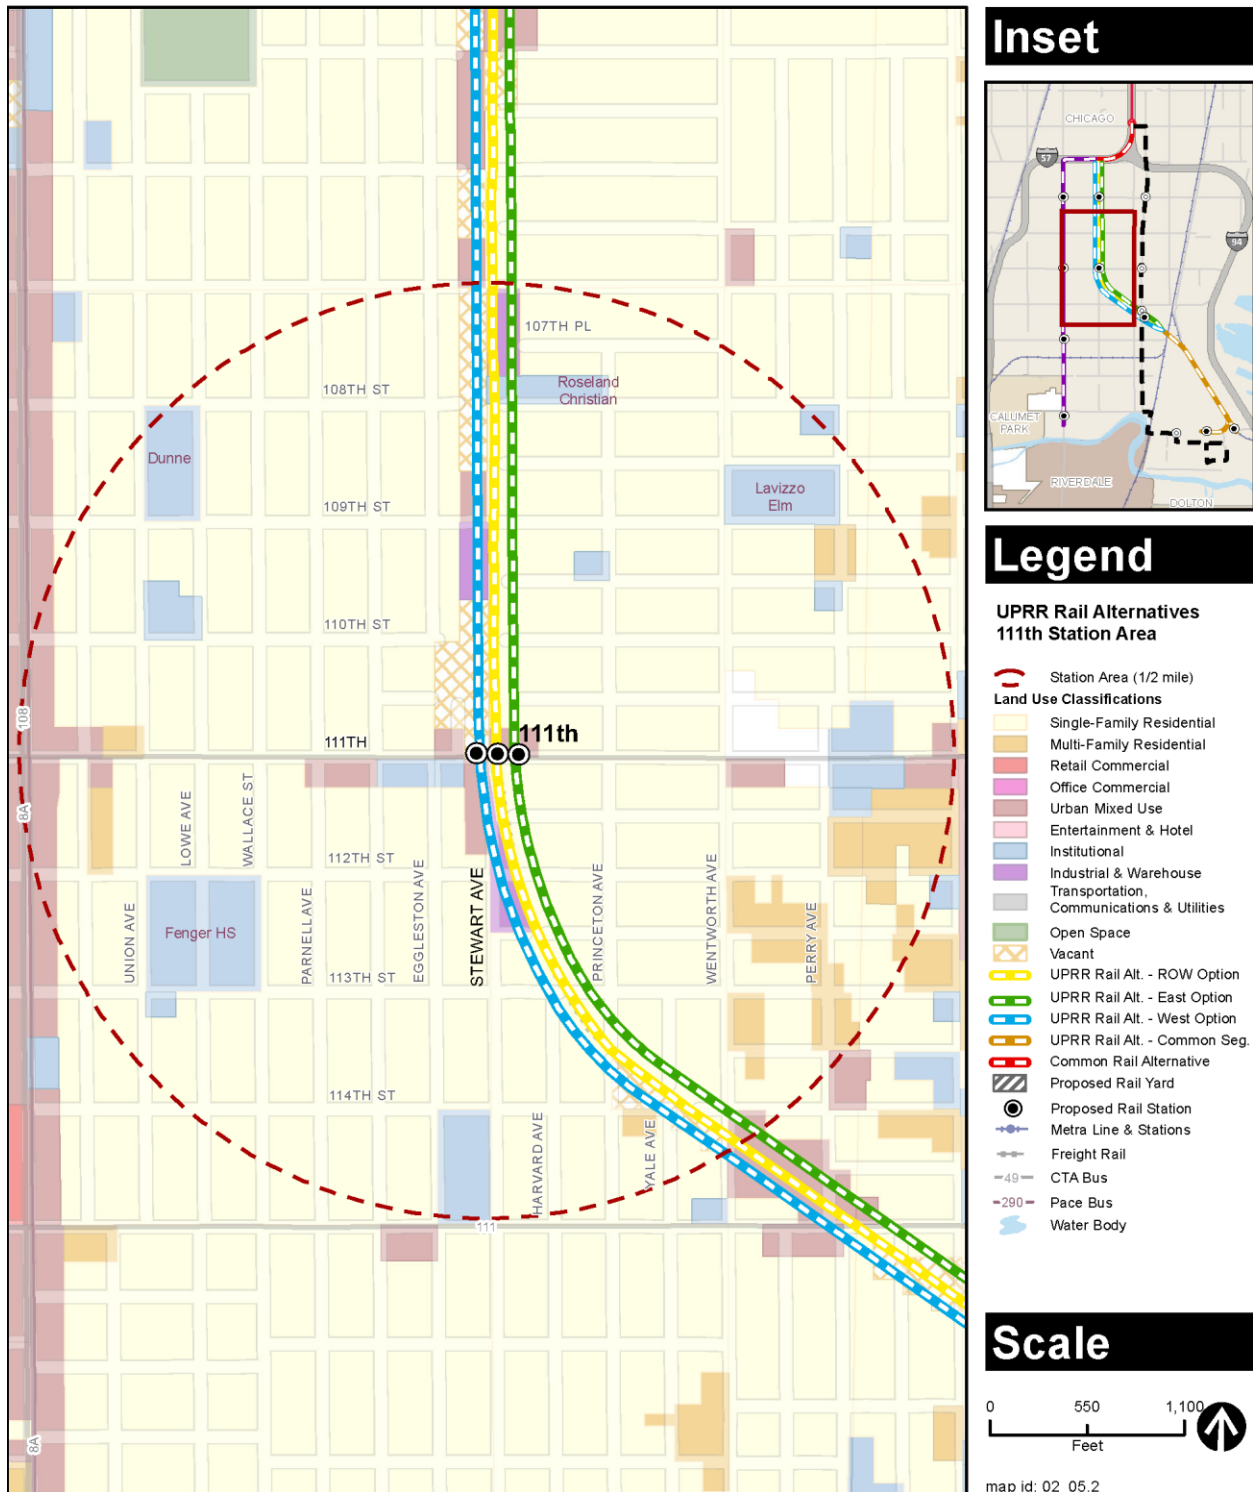 107TH PL
108TH ST
Roseland
Christian
Dunne
Lavizzo
Elm
109TH ST
110TH ST
108
111TH
111th
8A
LOWE AVE
WALLACE ST
112TH ST
UNION AVE
PARNELL AVE
EGGLESTON AVE
STEWART AVE
PRINCETON AVE
WENTWORTH AVE
PERRY AVE
Fenger HS
113TH ST
114TH ST
HARVARD AVE
YALE AVE
111
8A
Inset
CHICAGO
57
94
CALUMET
PARK
RIVERDALE
DOLTON
Legend
UPRR Rail Alternatives
111th Station Area
Station Area (1/2 mile)
Land Use Classifications
Single-Family Residential
Multi-Family Residential
Retail Commercial
Office Commercial
Urban Mixed Use
Entertainment & Hotel
Institutional
Industrial & Warehouse
Transportation,
Communications & Utilities
Open Space
Vacant
UPRR Rail Alt. - ROW Option
UPRR Rail Alt. - East Option
UPRR Rail Alt. - West Option
UPRR Rail Alt. - Common Seg.
Common Rail Alternative
Proposed Rail Yard
Proposed Rail Station
Metra Line & Stations
Freight Rail
49 CTA Bus
290 Pace Bus
Water Body
Scale
0 550 1,100
Feet
map id: 02_05.2